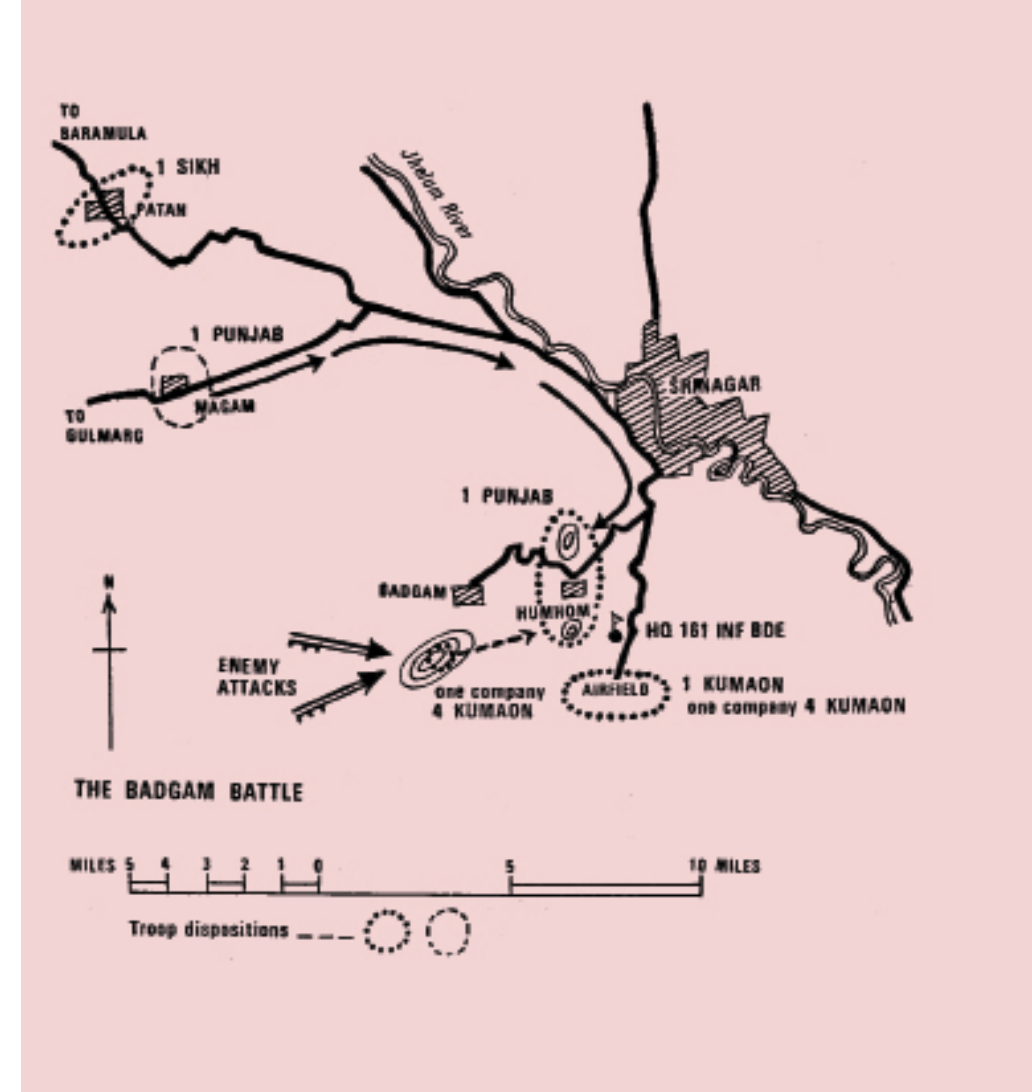 TO
BARAMULA
1 SIKH
PATAN
Jhelum River
1 PUNJAB
MAGAM
TO
GULMARG
SRINAGAR
1 PUNJAB
BADGAM
HUMHOM
HQ 161 INF BDE
N
ENEMY
ATTACKS
one company
4 KUMAON
AIRFIELD
1 KUMAON
one company 4 KUMAON
THE BADGAM BATTLE
MILES 5 4 3 2 1 0 5 10 MILES
Troop dispositions